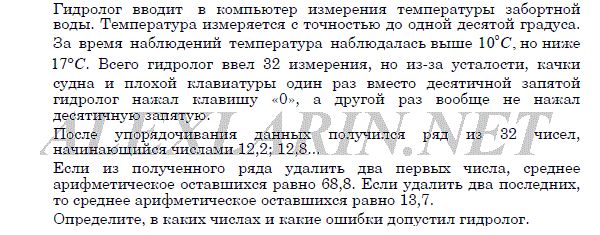 Гидролог вводит в компьютер измерения температуры забортной
воды. Температура измеряется с точностью до одной десятой градуса.
За время наблюдений температура наблюдалась выше 10°C, но ниже
17°C. Всего гидролог ввел 32 измерения, но из-за усталости, качки
судна и плохой клавиатуры один раз вместо десятичной запятой
гидролог нажал клавишу «0», а другой раз вообще не нажал
десятичную запятую.
После упорядочивания данных получился ряд из 32 чисел,
начинающийся числами 12,2; 12,8...
Если из полученного ряда удалить два первых числа, среднее
арифметическое оставшихся равно 68,8. Если удалить два последних,
то среднее арифметическое оставшихся равно 13,7.
Определите, в каких числах и какие ошибки допустил гидролог.
ALEXLARIN.NET